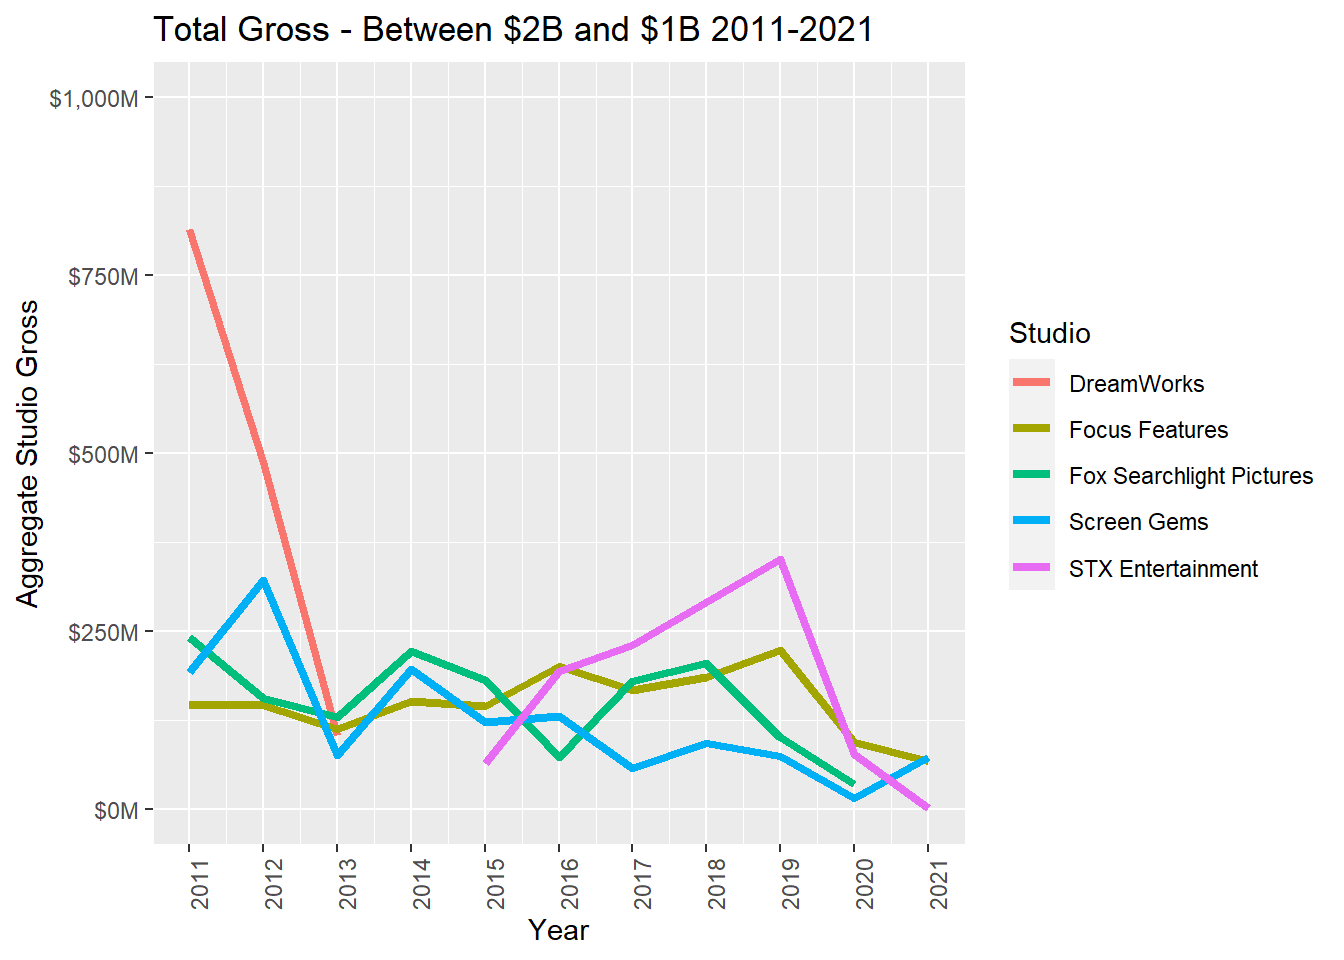 Total Gross - Between $2B and $1B 2011-2021
$1,000M
$750M
$500M
$250M
$0M
Aggregate Studio Gross
2011
2012
2013
2014
2015
2016
2017
2018
2019
2020
2021
Year
Studio
DreamWorks
Focus Features
Fox Searchlight Pictures
Screen Gems
STX Entertainment